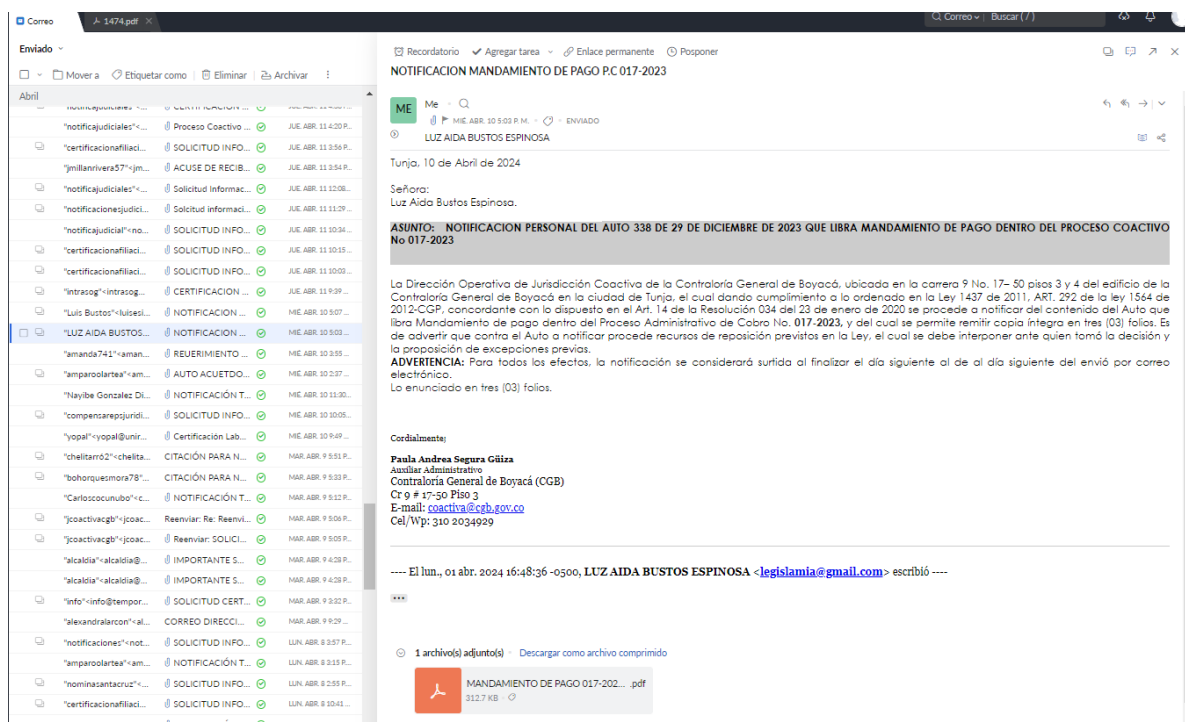 Correo
1474.pdf
Correo
Buscar ( / )
Enviado
Recordatorio
Agregar tarea
Enlace permanente
Posponer
Mover a
Etiquetar como
Eliminar
Archivar
NOTIFICACION MANDAMIENTO DE PAGO P.C 017-2023
Abril
"notificajudiciales"<... Proceso Coactivo ... JUE. ABR. 11 4:20 P...
"certificacionafiliaci... SOLICITUD INFO... JUE. ABR. 11 3:56 P...
"jmillanrivera57"<jm... ACUSE DE RECIB... JUE. ABR. 11 3:54 P...
"notificajudiciales"<... Solicitud Informac... JUE. ABR. 11 12:08...
"notificacionesjudici... Solcitud informaci... JUE. ABR. 11 11:29 ...
"notificajudicial"<no... SOLICITUD INFO... JUE. ABR. 11 10:34 ...
"certificacionafiliaci... SOLICITUD INFO... JUE. ABR. 11 10:15 ...
"certificacionafiliaci... SOLICITUD INFO... JUE. ABR. 11 10:03 ...
"intrasog"<intrasog... CERTIFICACION ... JUE. ABR. 11 9:39 ...
"Luis Bustos"<luisesi... NOTIFICACION ... MIÉ. ABR. 10 5:07 ...
"LUZ AIDA BUSTOS... NOTIFICACION ... MIÉ. ABR. 10 5:03 ...
"amanda741"<aman... REUERIMIENTO ... MIÉ. ABR. 10 3:55 ...
"amparoolartea"<am... AUTO ACUETDO... MIÉ. ABR. 10 2:37 ...
"Nayibe Gonzalez Di... NOTIFICACIÓN T... MIÉ. ABR. 10 11:30...
"compensarepsjuridi... SOLICITUD INFO... MIÉ. ABR. 10 10:05...
"yopal"<yopal@unir... Certificación Lab... MIÉ. ABR. 10 9:49 ...
"chelitarró2"<chelita... CITACIÓN PARA N... MAR. ABR. 9 5:51 P...
"bohorquesmora78"... CITACIÓN PARA N... MAR. ABR. 9 5:33 P...
"Carloscocunubo"<c... NOTIFICACIÓN T... MAR. ABR. 9 5:12 P...
"jcoactivacgb"<jcoac... Reenviar: Re: Reenvi... MAR. ABR. 9 5:06 P...
"jcoactivacgb"<jcoac... Reenviar: SOLICI... MAR. ABR. 9 5:05 P...
"alcaldia"<alcaldia@... IMPORTANTE S... MAR. ABR. 9 4:28 P...
"alcaldia"<alcaldia@... IMPORTANTE S... MAR. ABR. 9 4:28 P...
"info"<info@tempor... SOLICITUD CERT... MAR. ABR. 9 2:32 P...
"alexandralarcon"<al... CORREO DIRECCI... MAR. ABR. 9 9:29 ...
"notificaciones"<not... SOLICITUD INFO... LUN. ABR. 8 3:57 P...
"amparoolartea"<am... NOTIFICACIÓN T... LUN. ABR. 8 3:15 P...
"nominasantacruz"<... SOLICITUD INFO... LUN. ABR. 8 2:55 P...
"certificacionafiliaci... SOLICITUD INFO... LUN. ABR. 8 10:41 ...
ME
Me
MIÉ. ABR. 10 5:03 P. M. · ENVIADO
LUZ AIDA BUSTOS ESPINOSA
Tunja, 10 de Abril de 2024
Señora:
Luz Aida Bustos Espinosa.
ASUNTO: NOTIFICACION PERSONAL DEL AUTO 338 DE 29 DE DICIEMBRE DE 2023 QUE LIBRA MANDAMIENTO DE PAGO DENTRO DEL PROCESO COACTIVO
No 017-2023
La Dirección Operativa de Jurisdicción Coactiva de la Contraloría General de Boyacá, ubicada en la carrera 9 No. 17– 50 pisos 3 y 4 del edificio de la
Contraloría General de Boyacá en la ciudad de Tunja, el cual dando cumplimiento a lo ordenado en la Ley 1437 de 2011, ART. 292 de la ley 1564 de
2012-CGP, concordante con lo dispuesto en el Art. 14 de la Resolución 034 del 23 de enero de 2020 se procede a notificar del contenido del Auto que
libra Mandamiento de pago dentro del Proceso Administrativo de Cobro No. 017-2023, y del cual se permite remitir copia íntegra en tres (03) folios. Es
de advertir que contra el Auto a notificar procede recursos de reposición previstos en la Ley, el cual se debe interponer ante quien tomó la decisión y
la proposición de excepciones previas.
ADVERTENCIA: Para todos los efectos, la notificación se considerará surtida al finalizar el día siguiente al de al día siguiente del envió por correo
electrónico.
Lo enunciado en tres (03) folios.
Cordialmente;
Paula Andrea Segura Güiza
Auxiliar Administrativo
Contraloría General de Boyacá (CGB)
Cr 9 # 17-50 Piso 3
E-mail: coactiva@cgb.gov.co
Cel/Wp: 310 2034929
---- El lun., 01 abr. 2024 16:48:36 -0500, LUZ AIDA BUSTOS ESPINOSA <legislamia@gmail.com> escribió ----
1 archivo(s) adjunto(s) · Descargar como archivo comprimido
MANDAMIENTO DE PAGO 017-202... .pdf
312.7 KB